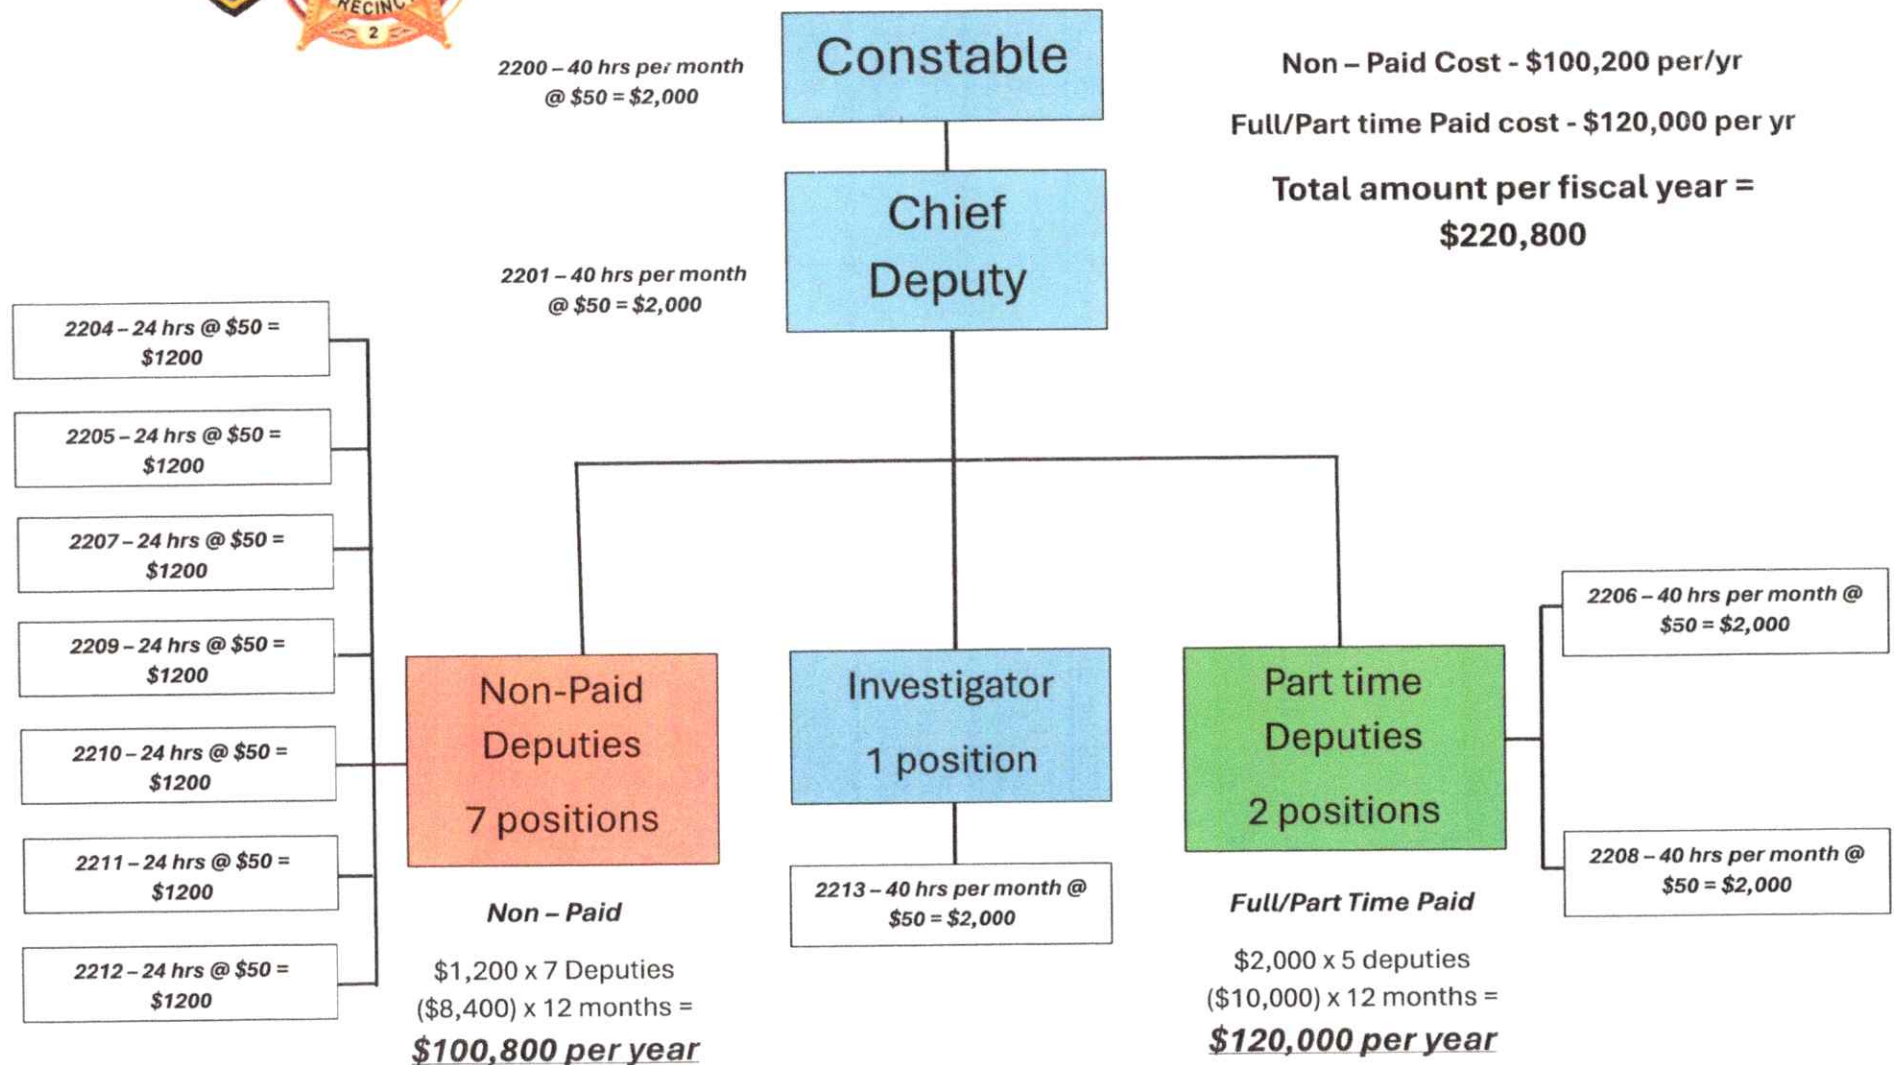 RECINCT
2
2200 – 40 hrs per month
@ $50 = $2,000
Constable
Non – Paid Cost - $100,200 per/yr
Full/Part time Paid cost - $120,000 per yr
Total amount per fiscal year =
$220,800
2201 – 40 hrs per month
@ $50 = $2,000
Chief
Deputy
2204 – 24 hrs @ $50 =
$1200
2205 – 24 hrs @ $50 =
$1200
2207 – 24 hrs @ $50 =
$1200
2209 – 24 hrs @ $50 =
$1200
2210 – 24 hrs @ $50 =
$1200
2211 – 24 hrs @ $50 =
$1200
2212 – 24 hrs @ $50 =
$1200
Non-Paid
Deputies
7 positions
Non – Paid
$1,200 x 7 Deputies
($8,400) x 12 months =
$100,800 per year
Investigator
1 position
2213 – 40 hrs per month @
$50 = $2,000
Part time
Deputies
2 positions
Full/Part Time Paid
$2,000 x 5 deputies
($10,000) x 12 months =
$120,000 per year
2206 – 40 hrs per month @
$50 = $2,000
2208 – 40 hrs per month @
$50 = $2,000